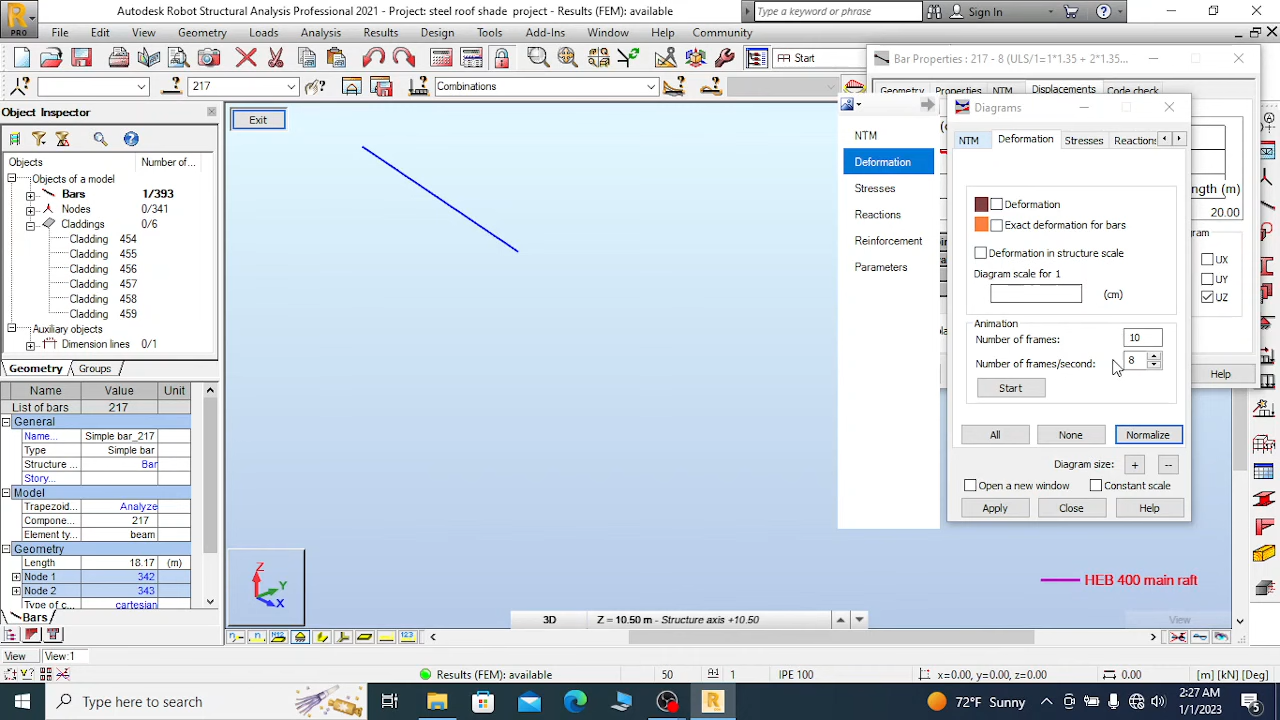 Autodesk Robot Structural Analysis Professional 2021 - Project: steel roof shade project - Results (FEM): available
Type a keyword or phrase
Sign In
PRO
File Edit View Geometry Loads Analysis Results Design Tools Add-Ins Window Help Community
Start
Bar Properties : 217 - 8 (ULS/1=1*1.35 + 2*1.35...
217
Combinations
Geometry Properties NTM Displacements Code check
Object Inspector
Exit
Diagrams
NTM
Deformation
Stresses
Reactions
Reinforcement
Parameters
NTM Deformation Stresses Reactions
Objects Number of...
Objects of a model
Bars 1/393
Nodes 0/341
Claddings 0/6
Cladding 454
Cladding 455
Cladding 456
Cladding 457
Cladding 458
Cladding 459
Auxiliary objects
Dimension lines 0/1
Geometry Groups
Deformation
Exact deformation for bars
Deformation in structure scale
Diagram scale for 1
(cm)
Animation
Number of frames: 10
Number of frames/second: 8
Start
All None Normalize
Diagram size: + --
Open a new window Constant scale
Apply Close Help
ngth (m)
20.00
ram
UX
UY
UZ
Help
Name Value Unit
List of bars 217
General
Name... Simple bar_217
Type Simple bar
Structure ... Bar
Story...
Model
Trapezoid... Analyze
Compone... 217
Element ty... beam
Geometry
Length 18.17 (m)
Node 1 342
Node 2 343
Type of c... cartesian
Bars
Z
Y
X
HEB 400 main raft
3D Z = 10.50 m - Structure axis +10.50
View
View View:1
Results (FEM): available 50 1 IPE 100 x=0.00, y=0.00, z=0.00 0.00 [m] [kN] [Deg]
Type here to search
72°F Sunny
2:27 AM
1/1/2023